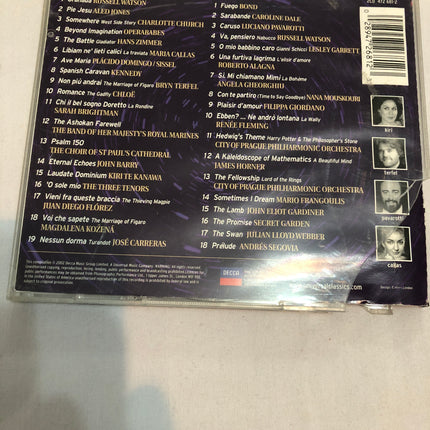 1 Granada RUSSELL WATSON
2 Pie Jesu ALED JONES
3 Somewhere West Side Story CHARLOTTE CHURCH
4 Beyond Imagination OPERABABES
5 The Battle Gladiator HANS ZIMMER
6 Libiam ne' lieti calici La Traviata MARIA CALLAS
7 Ave Maria PLÁCIDO DOMINGO / SISSEL
8 Spanish Caravan KENNEDY
9 Non più andrai The Marriage of Figaro BRYN TERFEL
10 Romance The Gadfly CHLOË
11 Chi il bel sogno Doretto La Rondine
SARAH BRIGHTMAN
12 The Ashokan Farewell
THE BAND OF HER MAJESTY'S ROYAL MARINES
13 Psalm 150
THE CHOIR OF ST PAUL'S CATHEDRAL
14 Eternal Echoes JOHN BARRY
15 Laudate Dominium KIRI TE KANAWA
16 'O sole mio THE THREE TENORS
17 Vieni fra queste braccia The Thieving Magpie
JUAN DIEGO FLÓREZ
18 Voi che sapete The Marriage of Figaro
MAGDALENA KOZENÁ
19 Nessun dorma Turandot JOSÉ CARRERAS
1 Fuego BOND
2 Sarabande CAROLINE DALE
3 Caruso LUCIANO PAVAROTTI
4 Va, pensiero Nabucco RUSSELL WATSON
5 O mio babbino caro Gianni Schicci LESLEY GARRETT
6 Una furtiva lagrima L'elisir d'amore
ROBERTO ALAGNA
7 Sì. Mi chiamano Mimì La bohème
ANGELA GHEORGHIU
8 Con te partiro (Time to Say Goodbye) NANA MOUSKOURI
9 Plaisir d'amour FILIPPA GIORDANO
10 Ebben? ... Ne andrò lontana La Wally
RENÉE FLEMING
11 Hedwig's Theme Harry Potter & The Philosopher's Stone
CITY OF PRAGUE PHILHARMONIC ORCHESTRA
12 A Kaleidoscope of Mathematics A Beautiful Mind
JAMES HORNER
13 The Fellowship Lord of the Rings
CITY OF PRAGUE PHILHARMONIC ORCHESTRA
14 Sometimes I Dream MARIO FRANGOULIS
15 The Lamb JOHN ELIOT GARDINER
16 The Promise SECRET GARDEN
17 The Swan JULIAN LLOYD WEBBER
18 Prélude ANDRÉS SEGOVIA
2CD 472 681-2
kiri
terfel
pavarotti
callas
DECCA